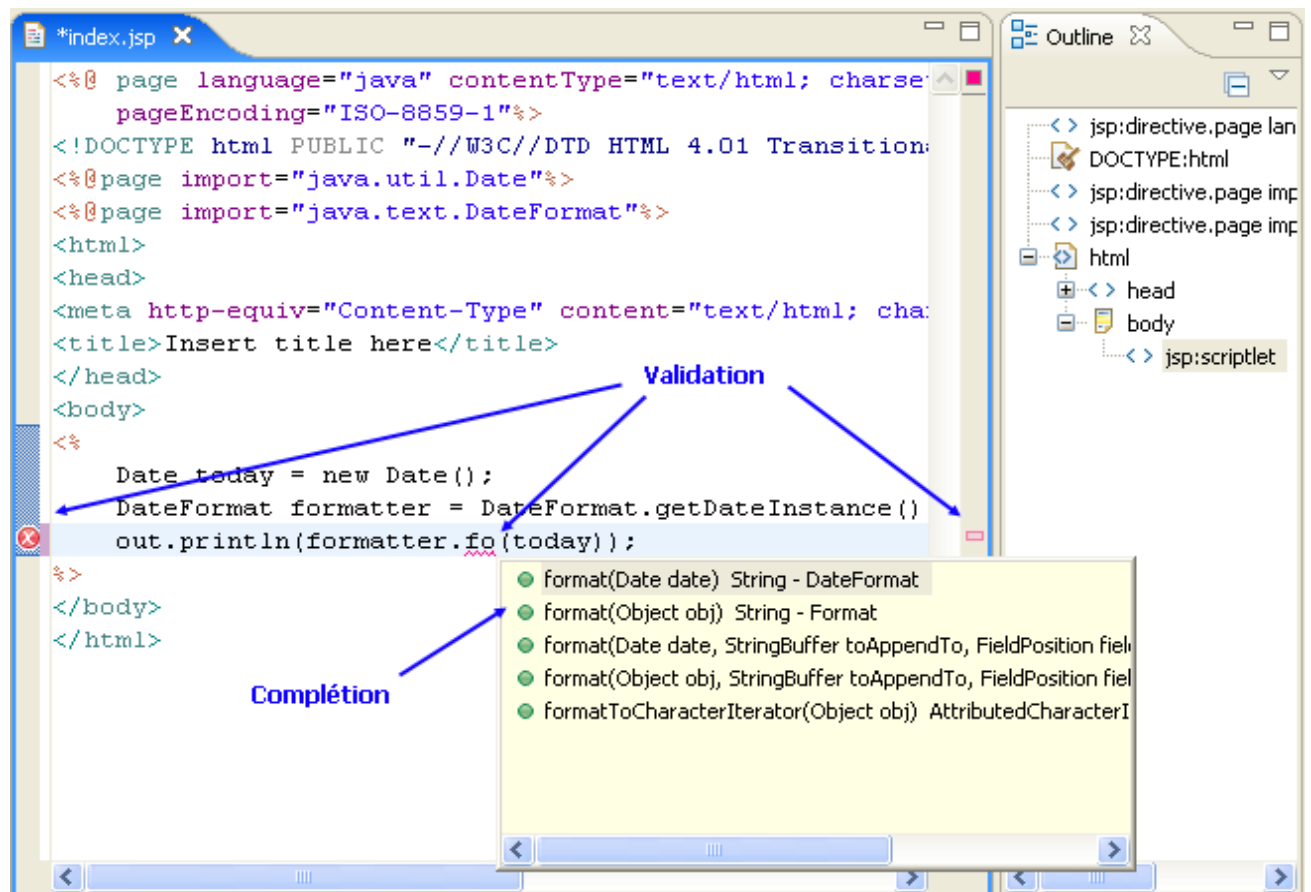 *index.jsp
<%@ page language="java" contentType="text/html; charse
pageEncoding="ISO-8859-1"%>
<!DOCTYPE html PUBLIC "-//W3C//DTD HTML 4.01 Transition
<%@page import="java.util.Date"%>
<%@page import="java.text.DateFormat"%>
<html>
<head>
<meta http-equiv="Content-Type" content="text/html; cha
<title>Insert title here</title>
</head>
<body>
<%
Date today = new Date();
DateFormat formatter = DateFormat.getDateInstance()
out.println(formatter.fo(today));
%>
</body>
</html>
Validation
Complétion
format(Date date) String - DateFormat
format(Object obj) String - Format
format(Date date, StringBuffer toAppendTo, FieldPosition fiel
format(Object obj, StringBuffer toAppendTo, FieldPosition fiel
formatToCharacterIterator(Object obj) AttributedCharacterI
Outline
jsp:directive.page lan
DOCTYPE:html
jsp:directive.page imp
jsp:directive.page imp
html
head
body
jsp:scriptlet